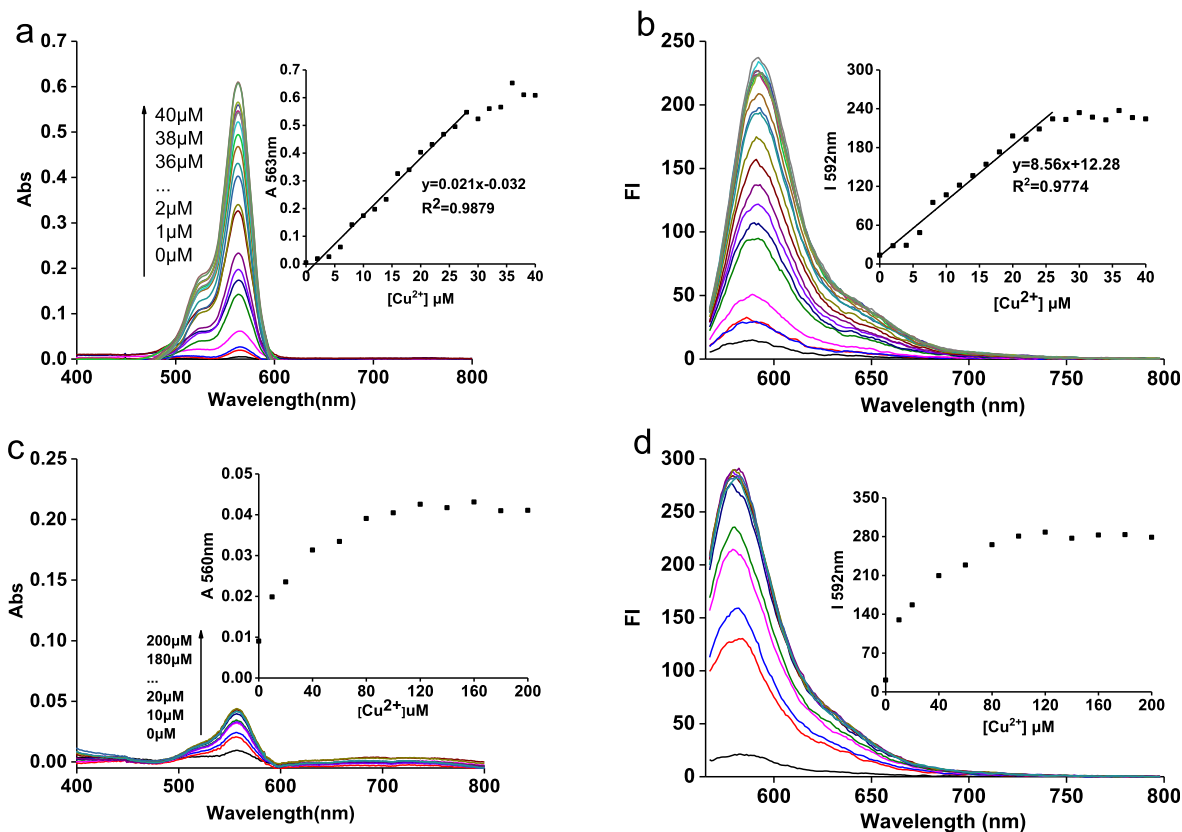 a
Abs
0.7
0.6
0.5
0.4
0.3
0.2
0.1
0.0
400 500 600 700 800
Wavelength(nm)
40µM
38µM
36µM
...
2µM
1µM
0µM
A 563nm
0.7
0.6
0.5
0.4
0.3
0.2
0.1
0.0
0 5 10 15 20 25 30 35 40
[Cu²⁺] µM
y=0.021x-0.032
R²=0.9879
b
FI
250
200
150
100
50
0
600 650 700 750 800
Wavelength (nm)
I 592nm
300
240
180
120
60
0
0 5 10 15 20 25 30 35 40
[Cu²⁺] µM
y=8.56x+12.28
R²=0.9774
c
Abs
0.25
0.20
0.15
0.10
0.05
0.00
400 500 600 700 800
Wavelength(nm)
200µM
180µM
...
20µM
10µM
0µM
A 560nm
0.05
0.04
0.03
0.02
0.01
0.00
0 40 80 120 160 200
[Cu²⁺]uM
d
FI
300
250
200
150
100
50
0
600 650 700 750 800
Wavelength (nm)
I 592nm
350
280
210
140
70
0
0 40 80 120 160 200
[Cu²⁺] µM